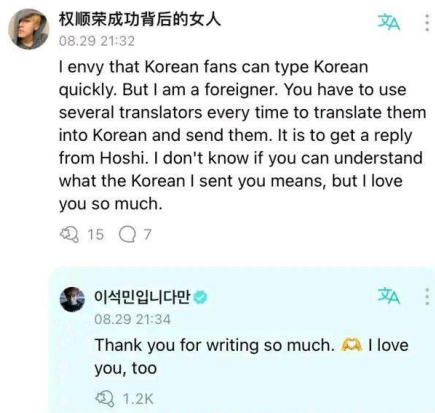 权顺荣成功背后的女人
08.29 21:32
I envy that Korean fans can type Korean
quickly. But I am a foreigner. You have to use
several translators every time to translate them
into Korean and send them. It is to get a reply
from Hoshi. I don't know if you can understand
what the Korean I sent you means, but I love
you so much.
15 7
이석민입니다만
08.29 21:34
Thank you for writing so much. 🫶 I love
you, too
1.2K